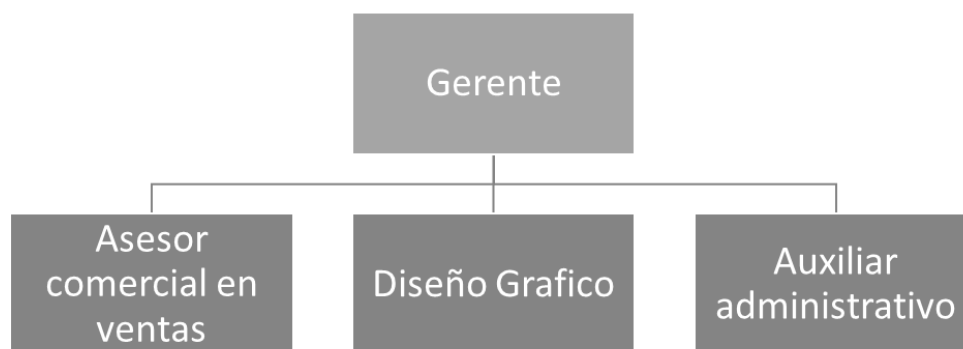 Gerente
Asesor
comercial en
ventas
Diseño Grafico
Auxiliar
administrativo